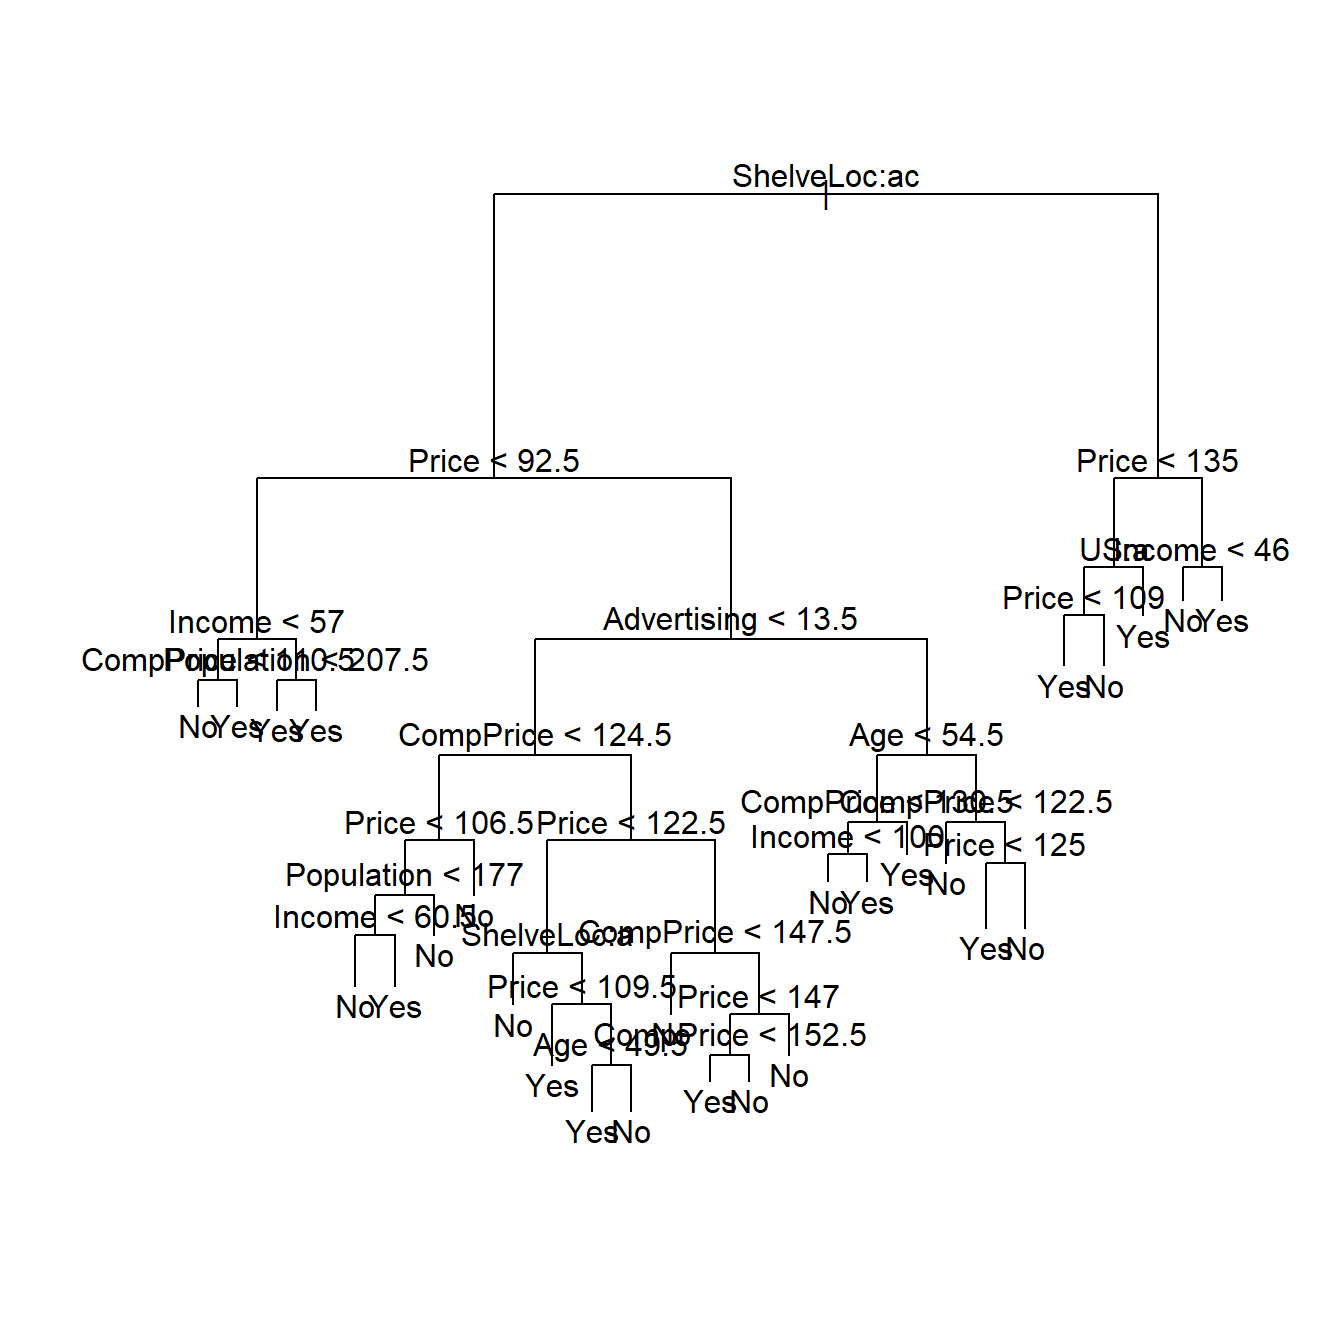 ShelveLoc:ac
Price < 92.5
Price < 135
US:a
Income < 46
Price < 109
Yes
No
Yes
No
Yes
Income < 57
CompPrice < 110.5
Population < 207.5
No
Yes
Yes
Yes
Advertising < 13.5
CompPrice < 124.5
Age < 54.5
Price < 106.5
Price < 122.5
CompPrice < 130.5
CompPrice < 122.5
Income < 100
Price < 125
Population < 177
Yes
No
No
Yes
Income < 60.5
No
ShelveLoc:a
CompPrice < 147.5
No
Yes
No
No
Yes
Price < 109.5
Price < 147
No
No
Age < 49.5
CompPrice < 152.5
Yes
No
Yes
No
Yes
No